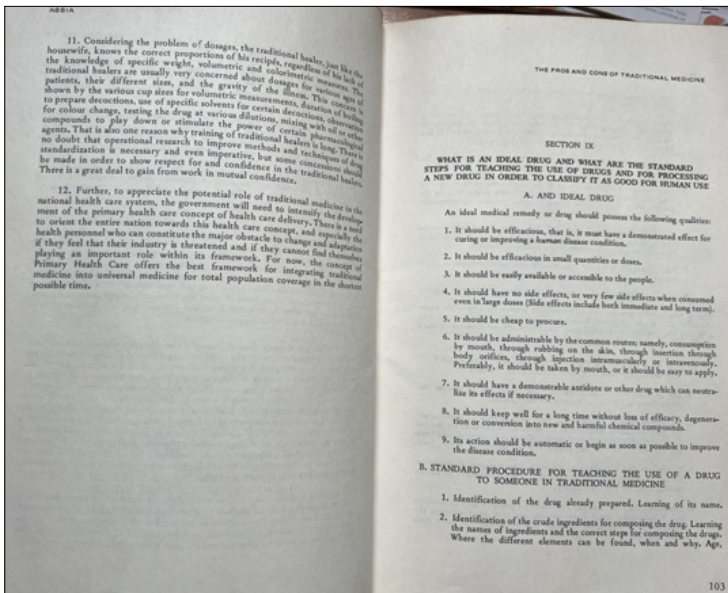 ABBIA
11. Considering the problem of dosages, the traditional healer, just like the
housewife, knows the correct proportions of his recipés, regardless of his lack of
the knowledge of specific weight, volumetric and colorimetric measures. The
traditional healers are usually very concerned about dosages for various ages of
patients, their different sizes, and the gravity of the illness. This concern is
shown by the various cup sizes for volumetric measurements, duration of boiling
to prepare decoctions, use of specific solvents for certain decoctions, observation
for colour change, testing the drug at various dilutions, mixing with oil or other
compounds to play down or stimulate the power of certain pharmacological
agents. That is also one reason why training of traditional healers is long. There is
no doubt that operational research to improve methods and techniques of drug
standardization is necessary and even imperative, but some concessions should
be made in order to show respect for and confidence in the traditional healer.
There is a great deal to gain from work in mutual confidence.
12. Further, to appreciate the potential role of traditional medicine in the
national health care system, the government will need to intensify the develop-
ment of the primary health care concept of health care delivery. There is a need
to orient the entire nation towards this health care concept, and especially the
health personnel who can constitute the major obstacle to change and adaptation
if they feel that their industry is threatened and if they cannot find themselves
playing an important role within its framework. For now, the concept of
Primary Health Care offers the best framework for integrating traditional
medicine into universal medicine for total population coverage in the shortest
possible time.
THE PROS AND CONS OF TRADITIONAL MEDICINE
SECTION IX
WHAT IS AN IDEAL DRUG AND WHAT ARE THE STANDARD
STEPS FOR TEACHING THE USE OF DRUGS AND FOR PROCESSING
A NEW DRUG IN ORDER TO CLASSIFY IT AS GOOD FOR HUMAN USE
A. AND IDEAL DRUG
An ideal medical remedy or drug should possess the following qualities:
1. It should be efficacious, that is, it must have a demonstrated effect for
curing or improving a human disease condition.
2. It should be efficacious in small quantities or doses.
3. It should be easily available or accessible to the people.
4. It should have no side effects, or very few side effects when consumed
even in large doses (Side effects include both immediate and long term).
5. It should be cheap to procure.
6. It should be administrable by the common routes; namely, consumption
by mouth, through rubbing on the skin, through insertion through
body orifices, through injection intramuscularly or intravenously.
Preferably, it should be taken by mouth, or it should be easy to apply.
7. It should have a demonstrable antidote or other drug which can neutra-
lise its effects if necessary.
8. It should keep well for a long time without loss of efficacy, degenera-
tion or conversion into new and harmful chemical compounds.
9. Its action should be automatic or begin as soon as possible to improve
the disease condition.
B. STANDARD PROCEDURE FOR TEACHING THE USE OF A DRUG
TO SOMEONE IN TRADITIONAL MEDICINE
1. Identification of the drug already prepared. Learning of its name.
2. Identification of the crude ingredients for composing the drug. Learning
the names of ingredients and the correct steps for composing the drugs.
Where the different elements can be found, when and why. Age,
103